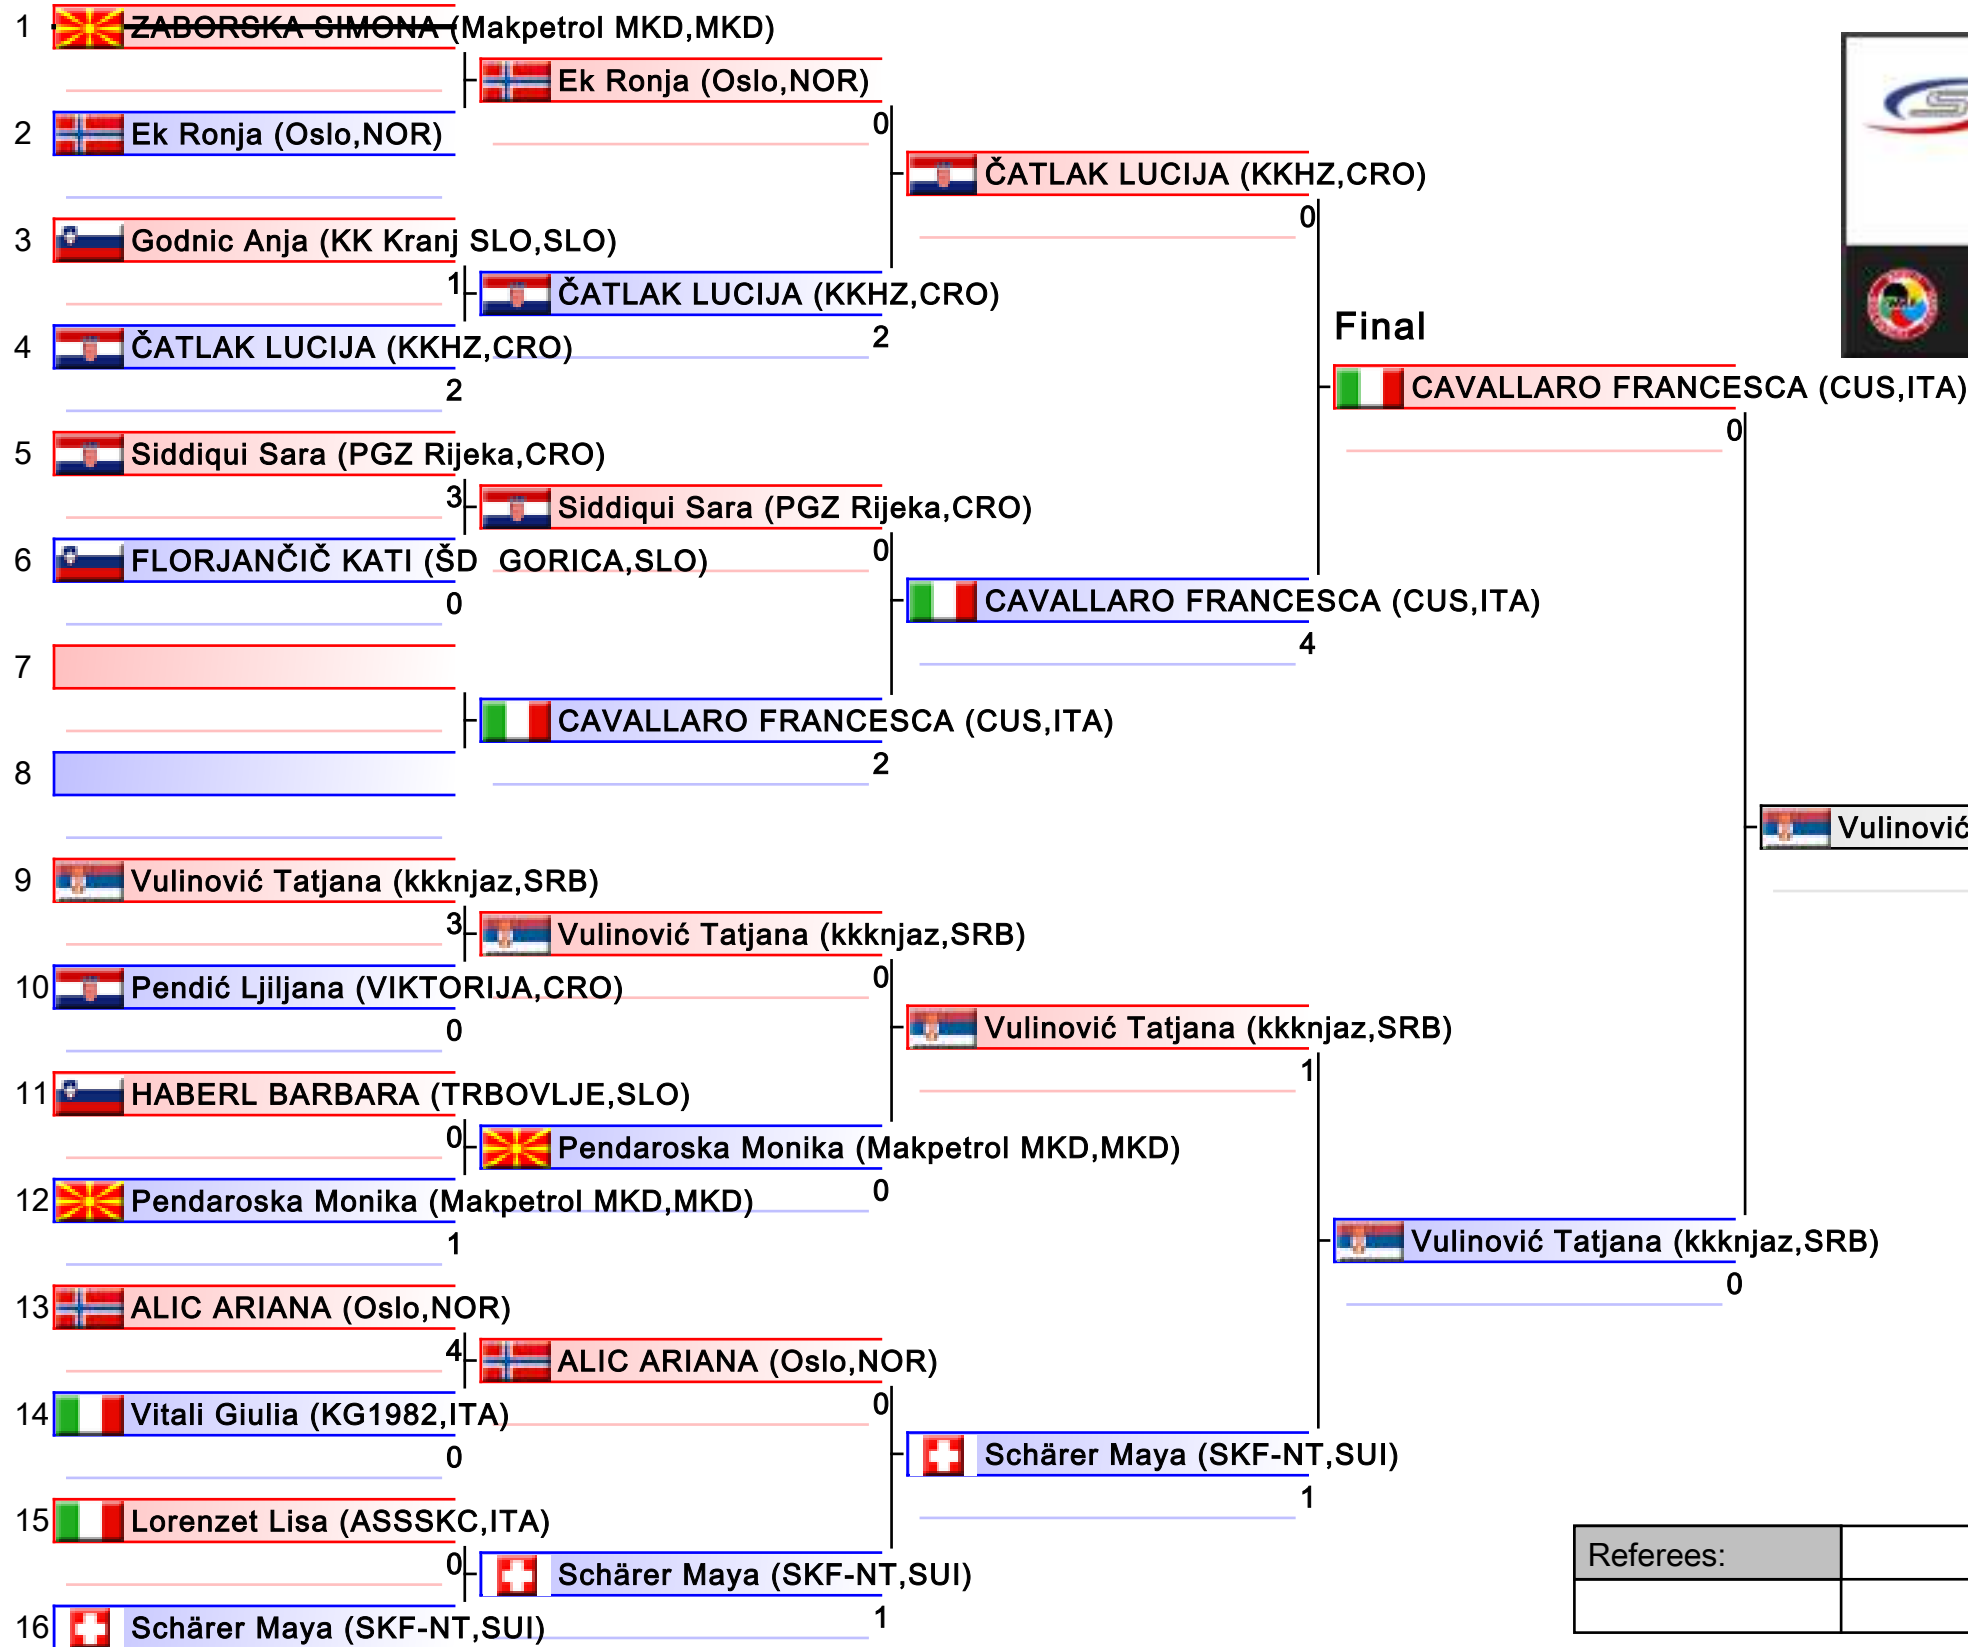 1 ZABORSKA SIMONA (Makpetrol MKD,MKD)
Ek Ronja (Oslo,NOR)
0
2 Ek Ronja (Oslo,NOR)
ČATLAK LUCIJA (KKHZ,CRO)
0
3 Godnic Anja (KK Kranj SLO,SLO)
1
ČATLAK LUCIJA (KKHZ,CRO)
2
4 ČATLAK LUCIJA (KKHZ,CRO)
2
Final
CAVALLARO FRANCESCA (CUS,ITA)
0
5 Siddiqui Sara (PGZ Rijeka,CRO)
3
Siddiqui Sara (PGZ Rijeka,CRO)
0
6 FLORJANČIČ KATI (ŠD GORICA,SLO)
0
CAVALLARO FRANCESCA (CUS,ITA)
4
7
CAVALLARO FRANCESCA (CUS,ITA)
2
8
Vulinović
9 Vulinović Tatjana (kkknjaz,SRB)
3
Vulinović Tatjana (kkknjaz,SRB)
0
10 Pendić Ljiljana (VIKTORIJA,CRO)
0
Vulinović Tatjana (kkknjaz,SRB)
1
11 HABERL BARBARA (TRBOVLJE,SLO)
0
Pendaroska Monika (Makpetrol MKD,MKD)
0
12 Pendaroska Monika (Makpetrol MKD,MKD)
1
Vulinović Tatjana (kkknjaz,SRB)
0
13 ALIC ARIANA (Oslo,NOR)
4
ALIC ARIANA (Oslo,NOR)
0
14 Vitali Giulia (KG1982,ITA)
0
Schärer Maya (SKF-NT,SUI)
1
15 Lorenzet Lisa (ASSSKC,ITA)
0
Schärer Maya (SKF-NT,SUI)
1
16 Schärer Maya (SKF-NT,SUI)
Referees: